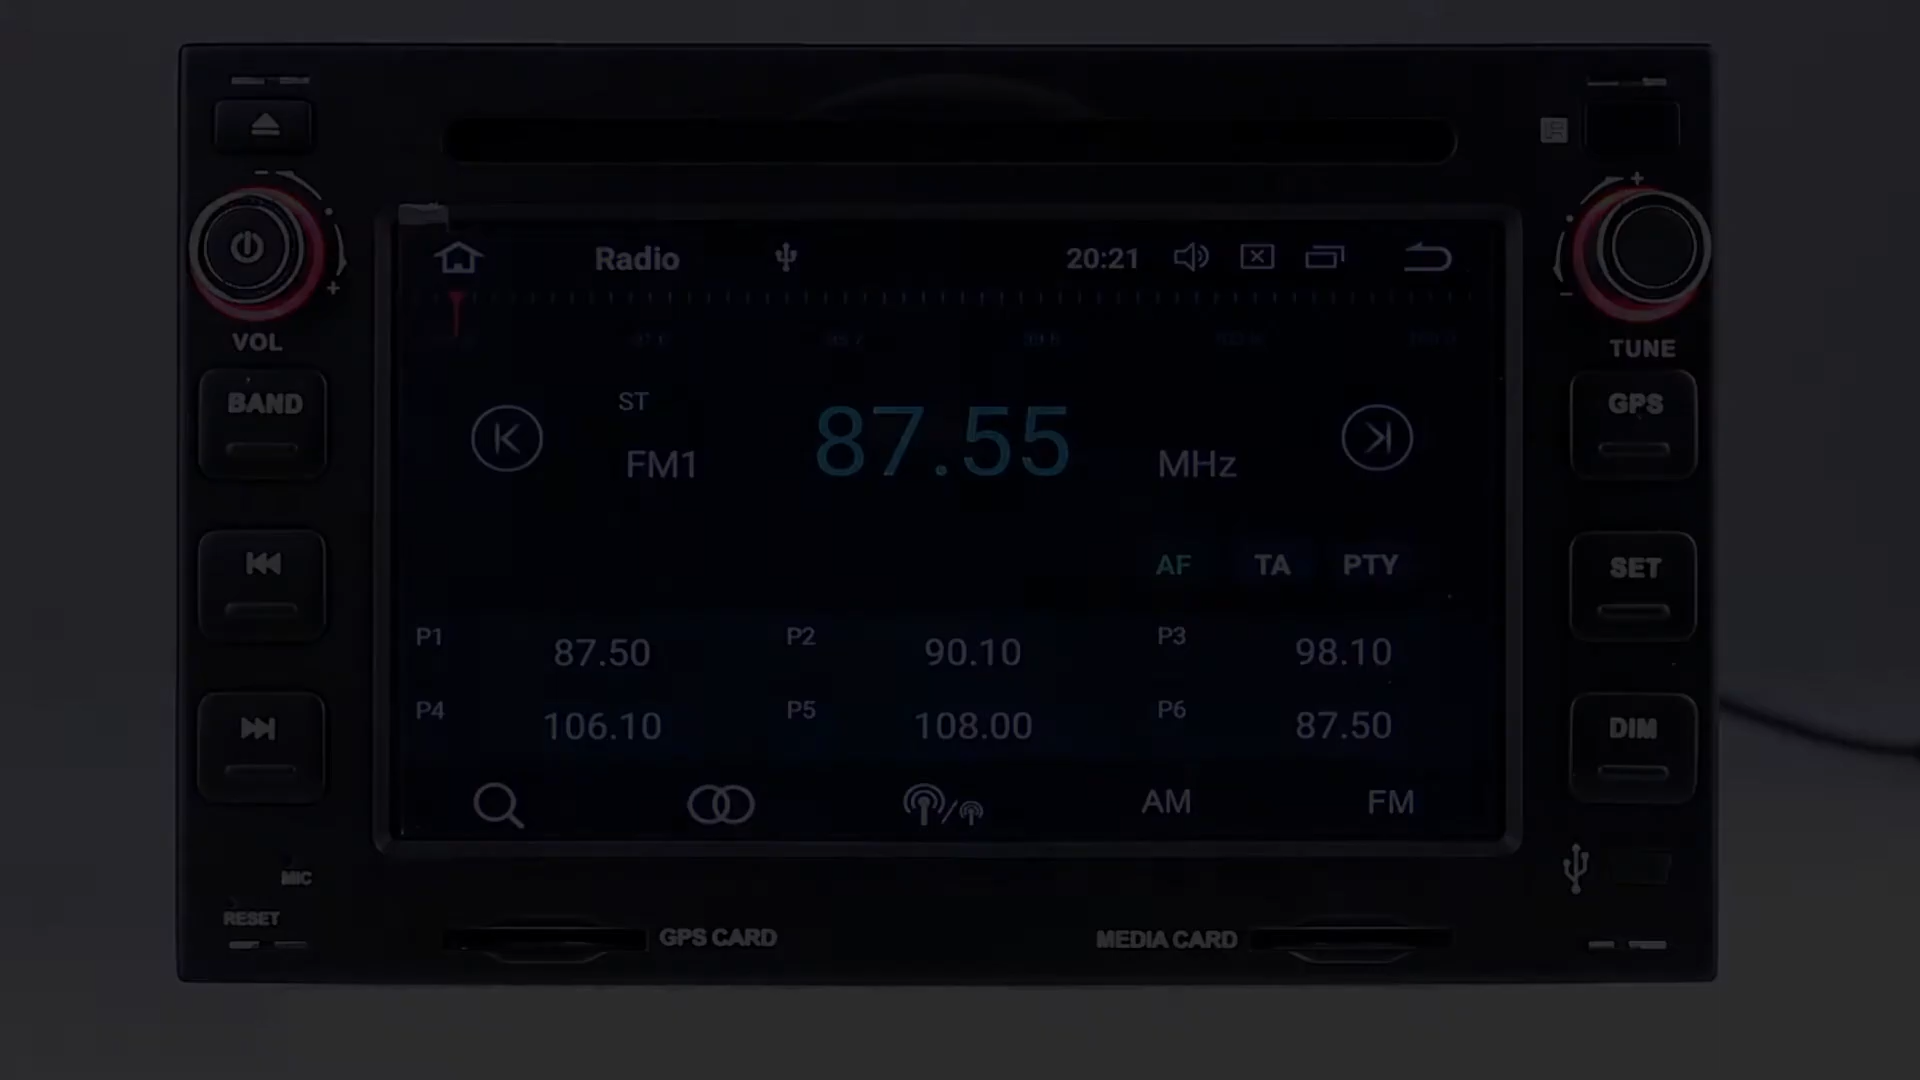 Radio
20:21
VOL
TUNE
BAND
GPS
ST
FM1
87.55
MHz
AF TA PTY
SET
P1 87.50 P2 90.10 P3 98.10
P4 106.10 P5 108.00 P6 87.50
DIM
AM FM
MIC
RESET
GPS CARD
MEDIA CARD